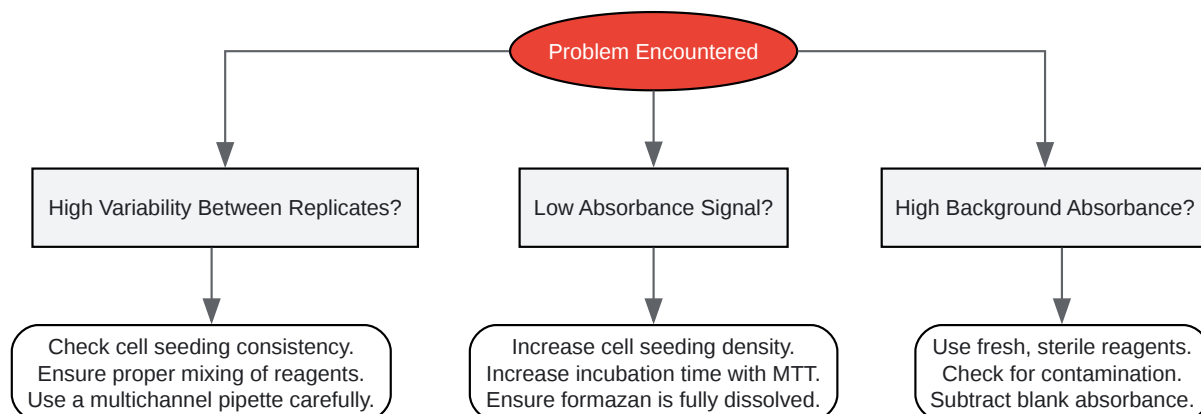 Problem Encountered
High Variability Between Replicates?
Low Absorbance Signal?
High Background Absorbance?
Check cell seeding consistency.
Ensure proper mixing of reagents.
Use a multichannel pipette carefully.
Increase cell seeding density.
Increase incubation time with MTT.
Ensure formazan is fully dissolved.
Use fresh, sterile reagents.
Check for contamination.
Subtract blank absorbance.